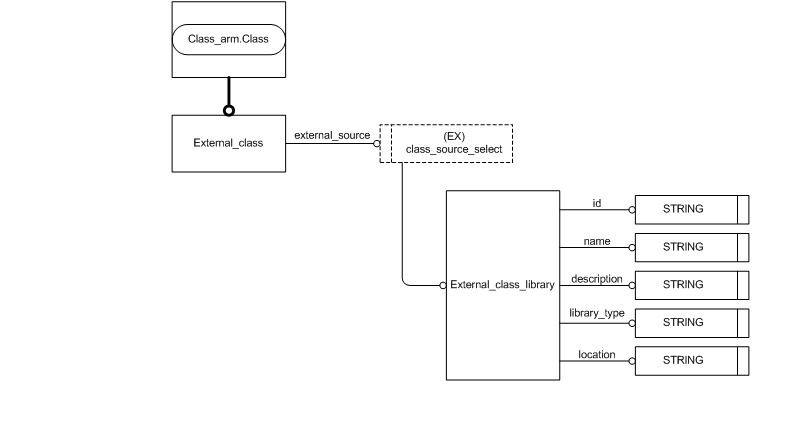 Class_arm.Class
External_class
external_source
(EX)
class_source_select
External_class_library
id
STRING
name
STRING
description
STRING
library_type
STRING
location
STRING